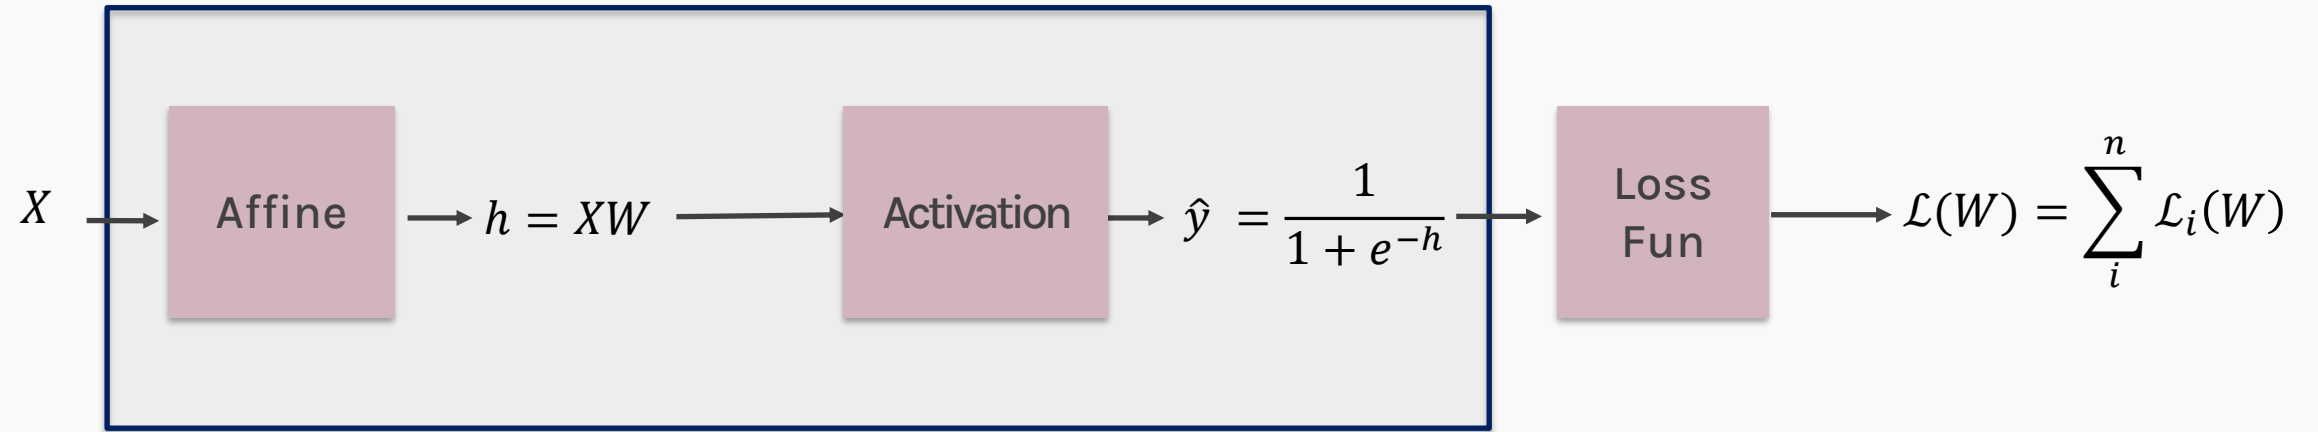 X
Affine
h = XW
Activation
ŷ = 1 / (1 + e^{-h})
Loss
Fun
ℒ(W) = ∑_{i}^{n} ℒ_i(W)